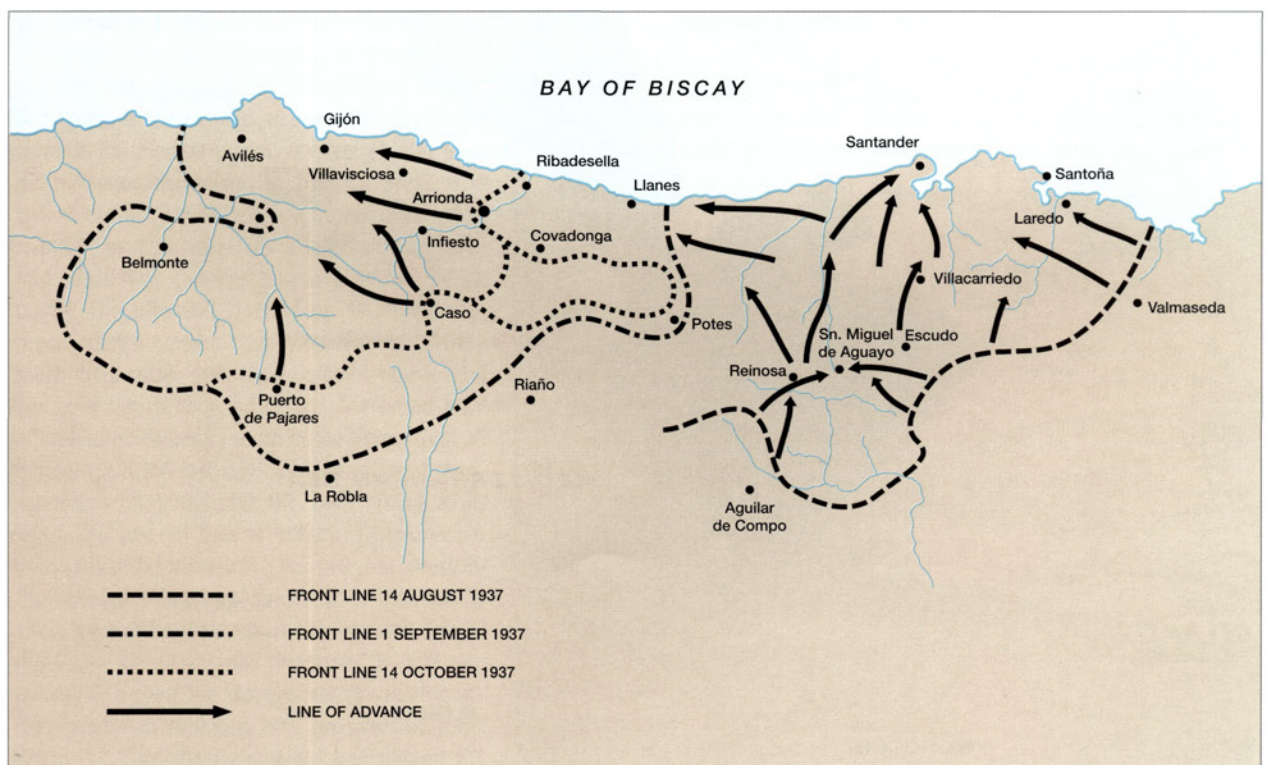 BAY OF BISCAY
Gijón
Avilés
Villavisciosa
Ribadesella
Arrionda
Llanes
Infiesto
Covadonga
Belmonte
Caso
Potes
Riaño
Puerto
de Pajares
La Robla
Santander
Santoña
Laredo
Villacarriedo
Valmaseda
Sn. Miguel
de Aguayo
Escudo
Reinosa
Aguilar
de Compo
FRONT LINE 14 AUGUST 1937
FRONT LINE 1 SEPTEMBER 1937
FRONT LINE 14 OCTOBER 1937
LINE OF ADVANCE